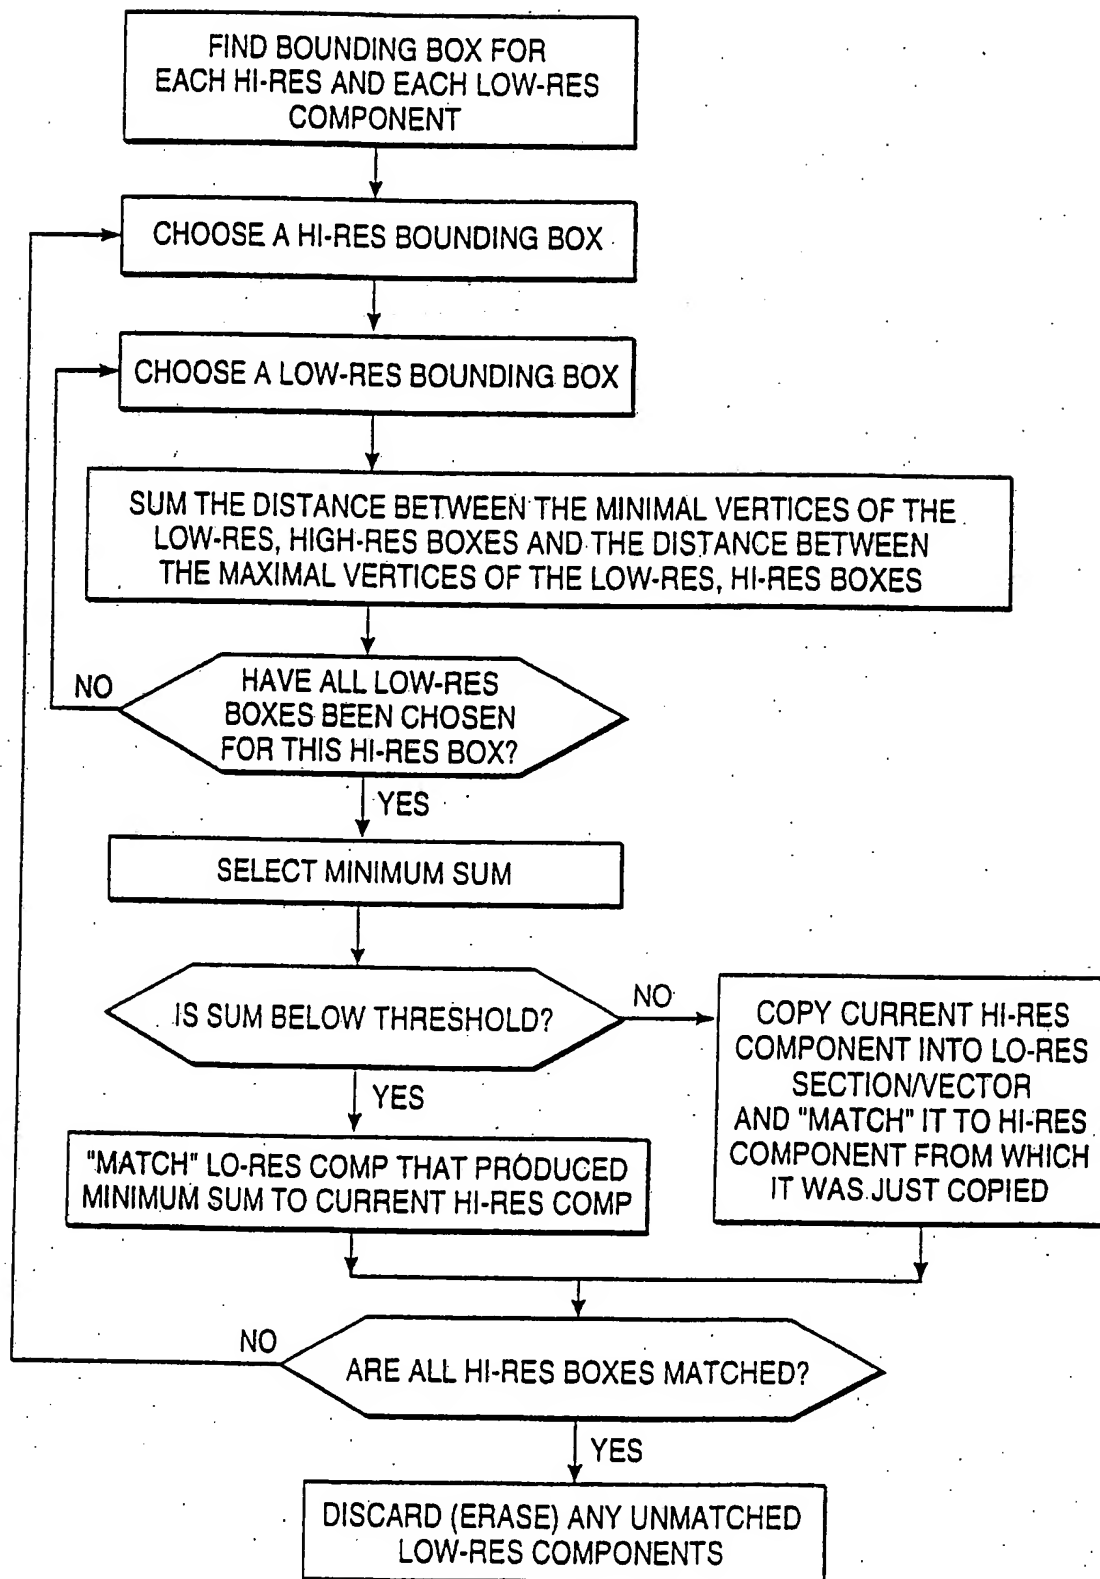 FIND BOUNDING BOX FOR
EACH HI-RES AND EACH LOW-RES
COMPONENT
CHOOSE A HI-RES BOUNDING BOX
CHOOSE A LOW-RES BOUNDING BOX
SUM THE DISTANCE BETWEEN THE MINIMAL VERTICES OF THE
LOW-RES, HIGH-RES BOXES AND THE DISTANCE BETWEEN
THE MAXIMAL VERTICES OF THE LOW-RES, HI-RES BOXES
NO
HAVE ALL LOW-RES
BOXES BEEN CHOSEN
FOR THIS HI-RES BOX?
YES
SELECT MINIMUM SUM
IS SUM BELOW THRESHOLD?
NO
YES
COPY CURRENT HI-RES
COMPONENT INTO LO-RES
SECTION/VECTOR
AND "MATCH" IT TO HI-RES
COMPONENT FROM WHICH
IT WAS JUST COPIED
"MATCH" LO-RES COMP THAT PRODUCED
MINIMUM SUM TO CURRENT HI-RES COMP
NO
ARE ALL HI-RES BOXES MATCHED?
YES
DISCARD (ERASE) ANY UNMATCHED
LOW-RES COMPONENTS